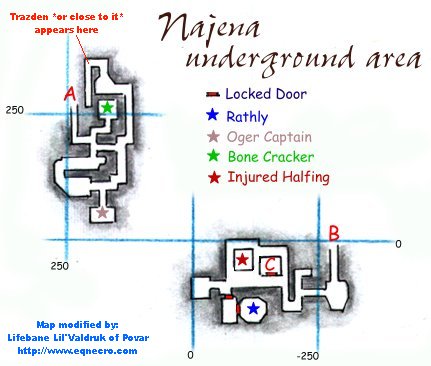 Trazden *or close to it*
appears here
Najena
underground area
A
250
Locked Door
Rathly
Oger Captain
Bone Cracker
Injured Halfing
B
C
0
250
Map modified by:
Lifebane Lil'Valdruk of Povar
http://www.eqnecro.com
0
-250